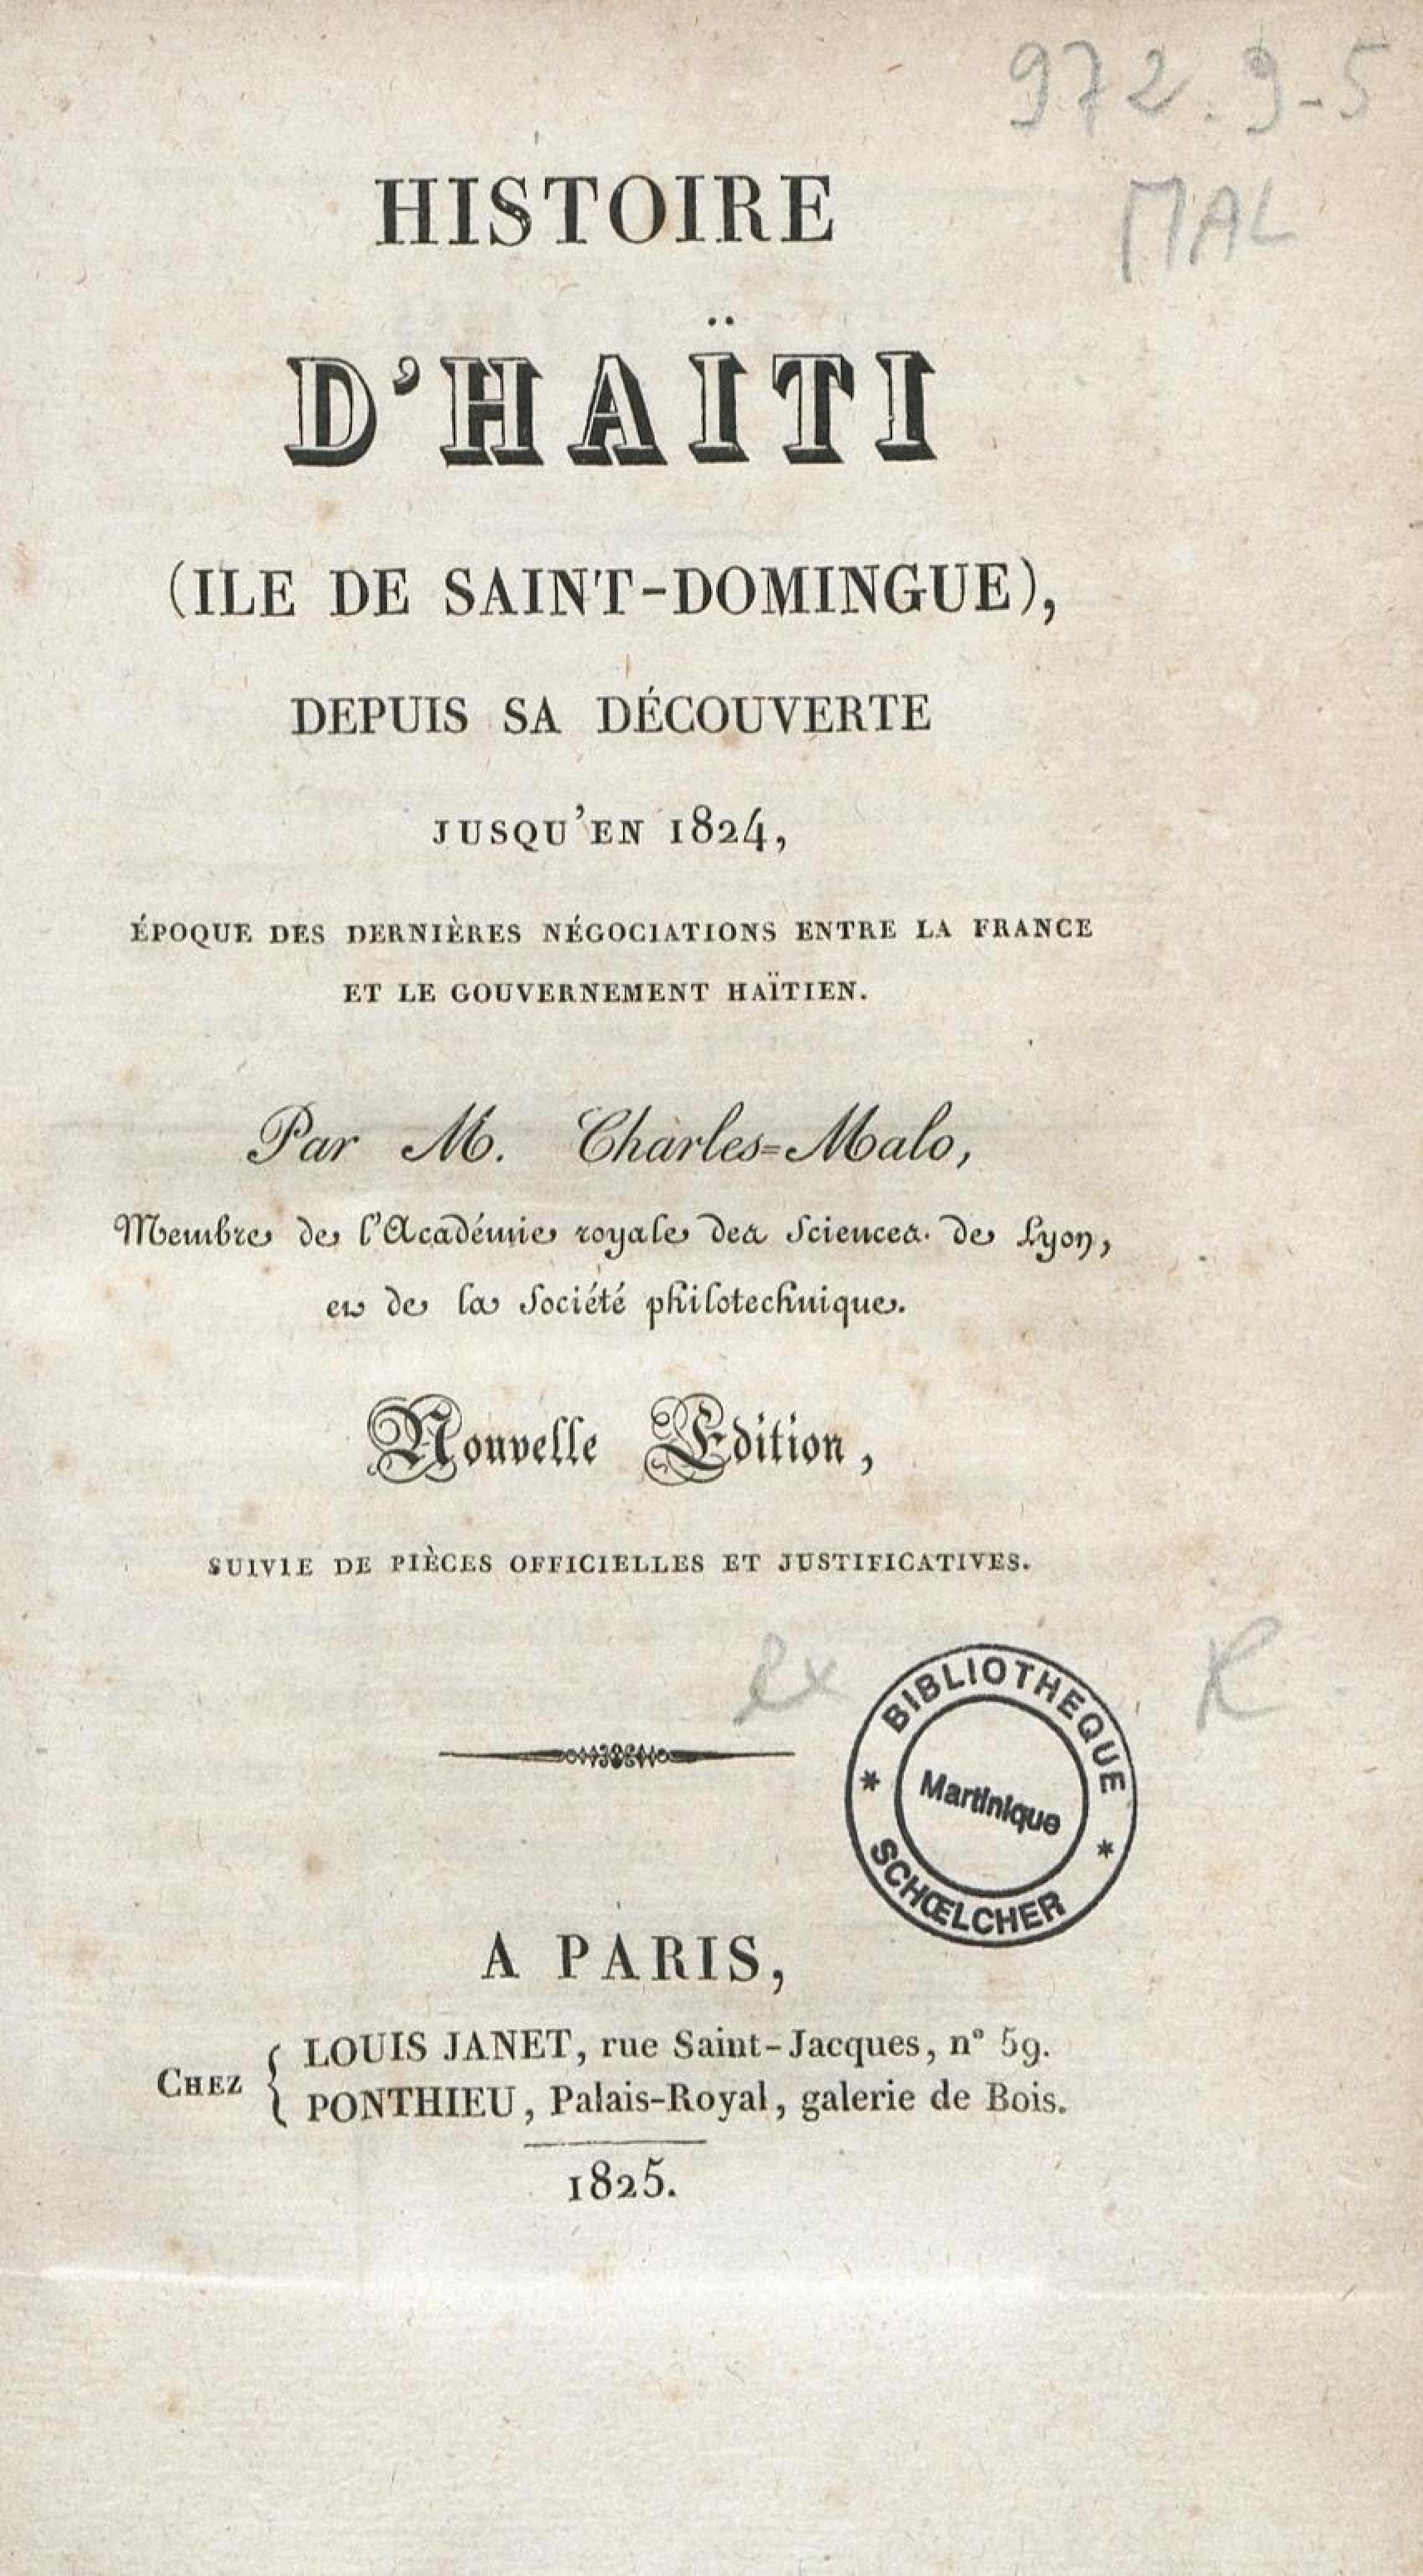 972.9-5
MAL
HISTOIRE
D'HAÏTI
(ILE DE SAINT-DOMINGUE),
DEPUIS SA DÉCOUVERTE
JUSQU'EN 1824,
ÉPOQUE DES DERNIÈRES NÉGOCIATIONS ENTRE LA FRANCE
ET LE GOUVERNEMENT HAÏTIEN.
Par M. Charles-Malo,
Membre de l'Académie royale des Sciences de Lyon,
et de la Société philotechnique.
Nouvelle Edition,
SUIVIE DE PIÈCES OFFICIELLES ET JUSTIFICATIVES.
ex
R
BIBLIOTHEQUE
Martinique
SCHŒLCHER
A PARIS,
CHEZ
LOUIS JANET, rue Saint-Jacques, n° 59.
PONTHIEU, Palais-Royal, galerie de Bois.
1825.